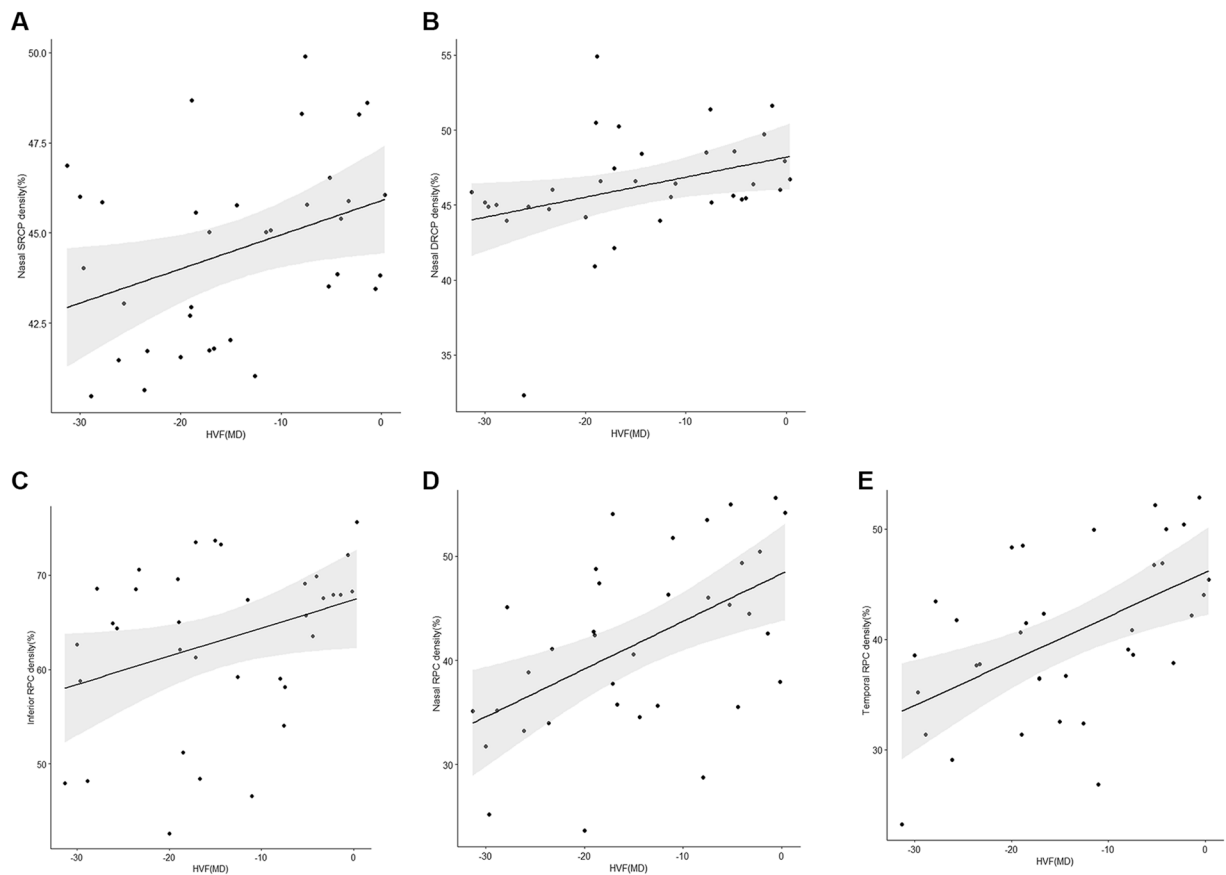 A
50.0
47.5
45.0
42.5
Nasal SRCP density(%)
-30
-20
-10
0
HVF(MD)
B
55
50
45
40
35
Nasal DRCP density(%)
-30
-20
-10
0
HVF(MD)
C
70
60
50
Inferior RPC density(%)
-30
-20
-10
0
HVF(MD)
D
50
40
30
Nasal RPC density(%)
-30
-20
-10
0
HVF(MD)
E
50
40
30
Temporal RPC density(%)
-30
-20
-10
0
HVF(MD)